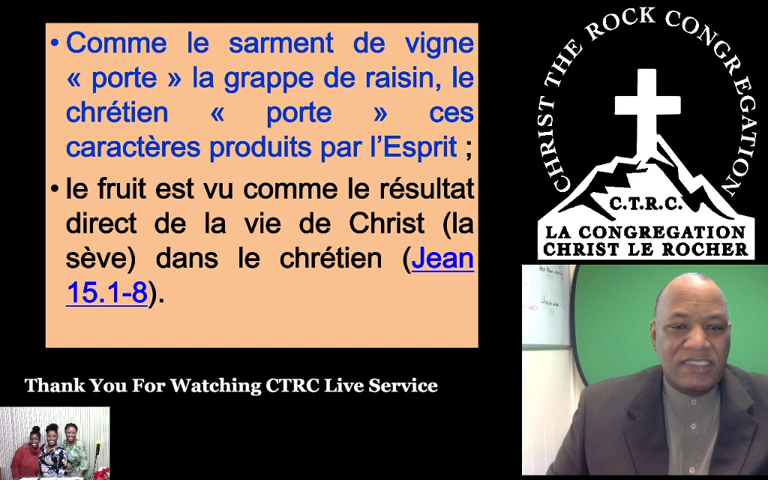 • Comme le sarment de vigne
« porte » la grappe de raisin, le
chrétien « porte » ces
caractères produits par l’Esprit ;
• le fruit est vu comme le résultat
direct de la vie de Christ (la
sève) dans le chrétien (Jean
15.1-8).
CHRIST THE ROCK CONGREGATION
C.T.R.C.
LA CONGREGATION
CHRIST LE ROCHER
Thank You For Watching CTRC Live Service